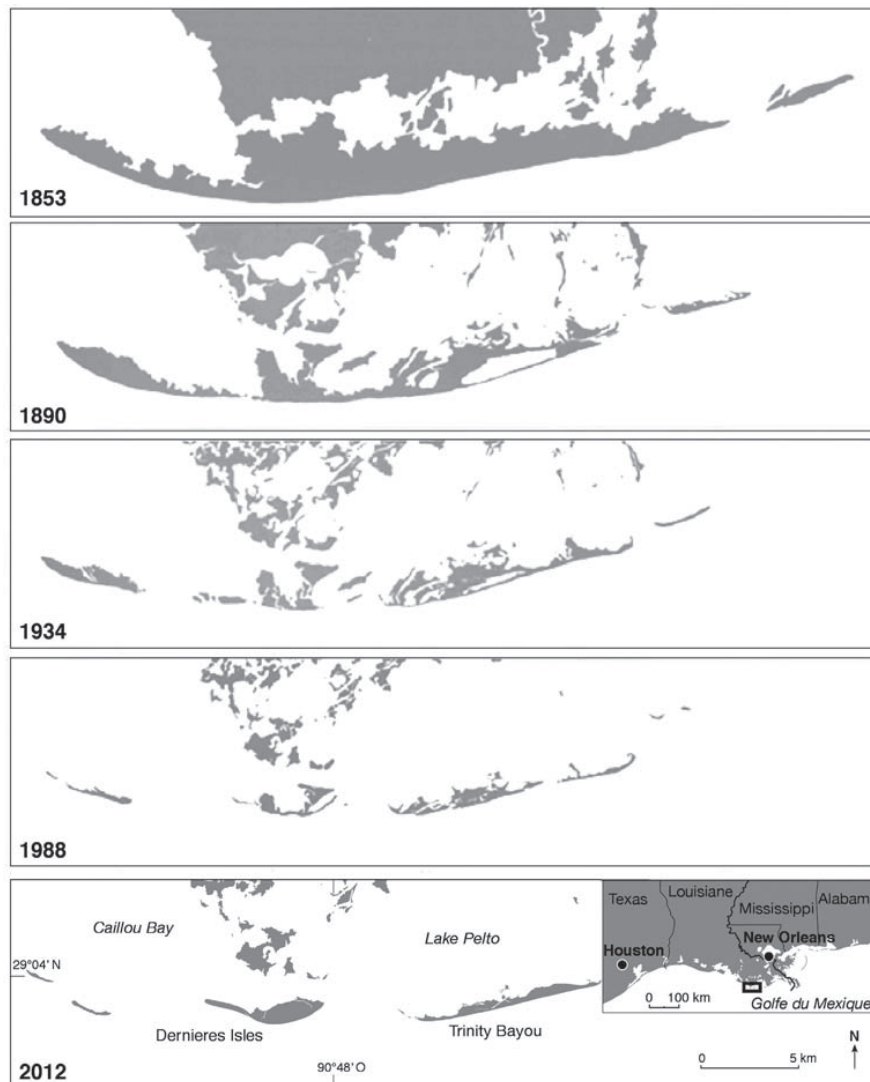 1853
1890
1934
1988
Caillou Bay
Lake Pelto
29°04' N
Dernieres Isles
Trinity Bayou
2012
90°48' O
Texas
Louisiane
Mississippi
Alabam
Houston
New Orleans
0 100 km
Golfe du Mexique
N
0 5 km